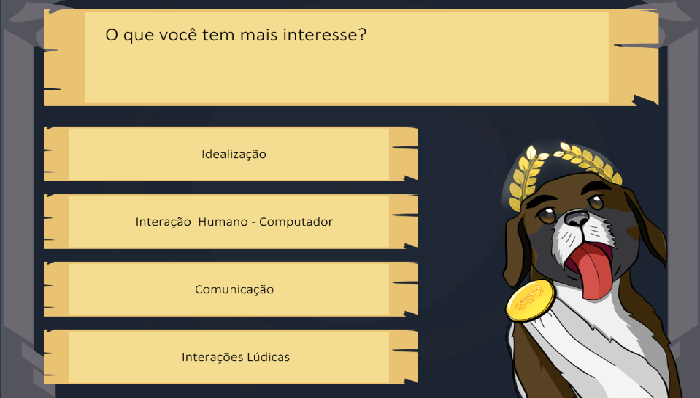 O que você tem mais interesse?
Idealização
Interação Humano - Computador
Comunicação
Interações Lúdicas